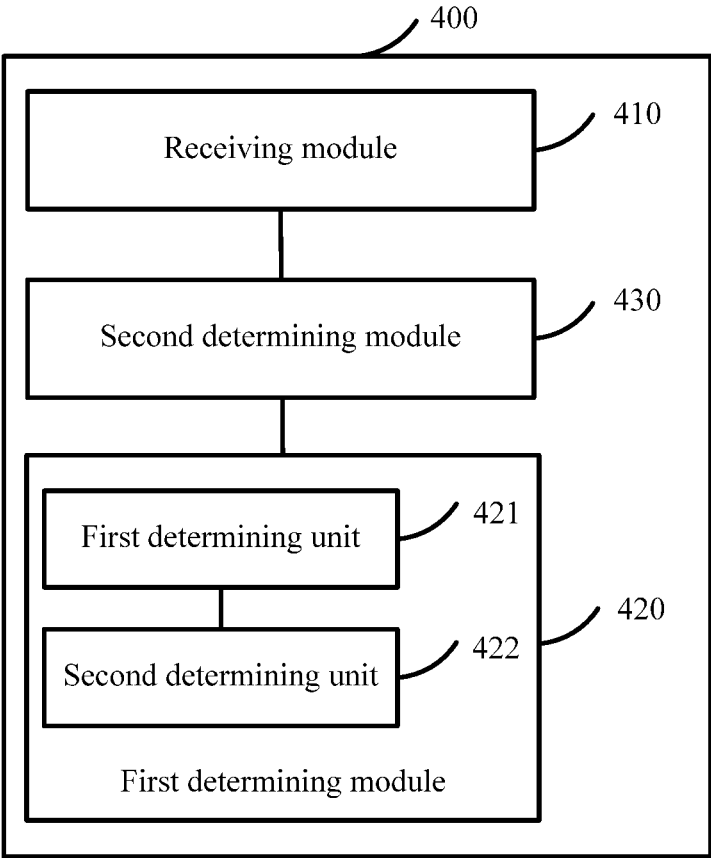 400
Receiving module
410
Second determining module
430
First determining unit
421
Second determining unit
422
420
First determining module